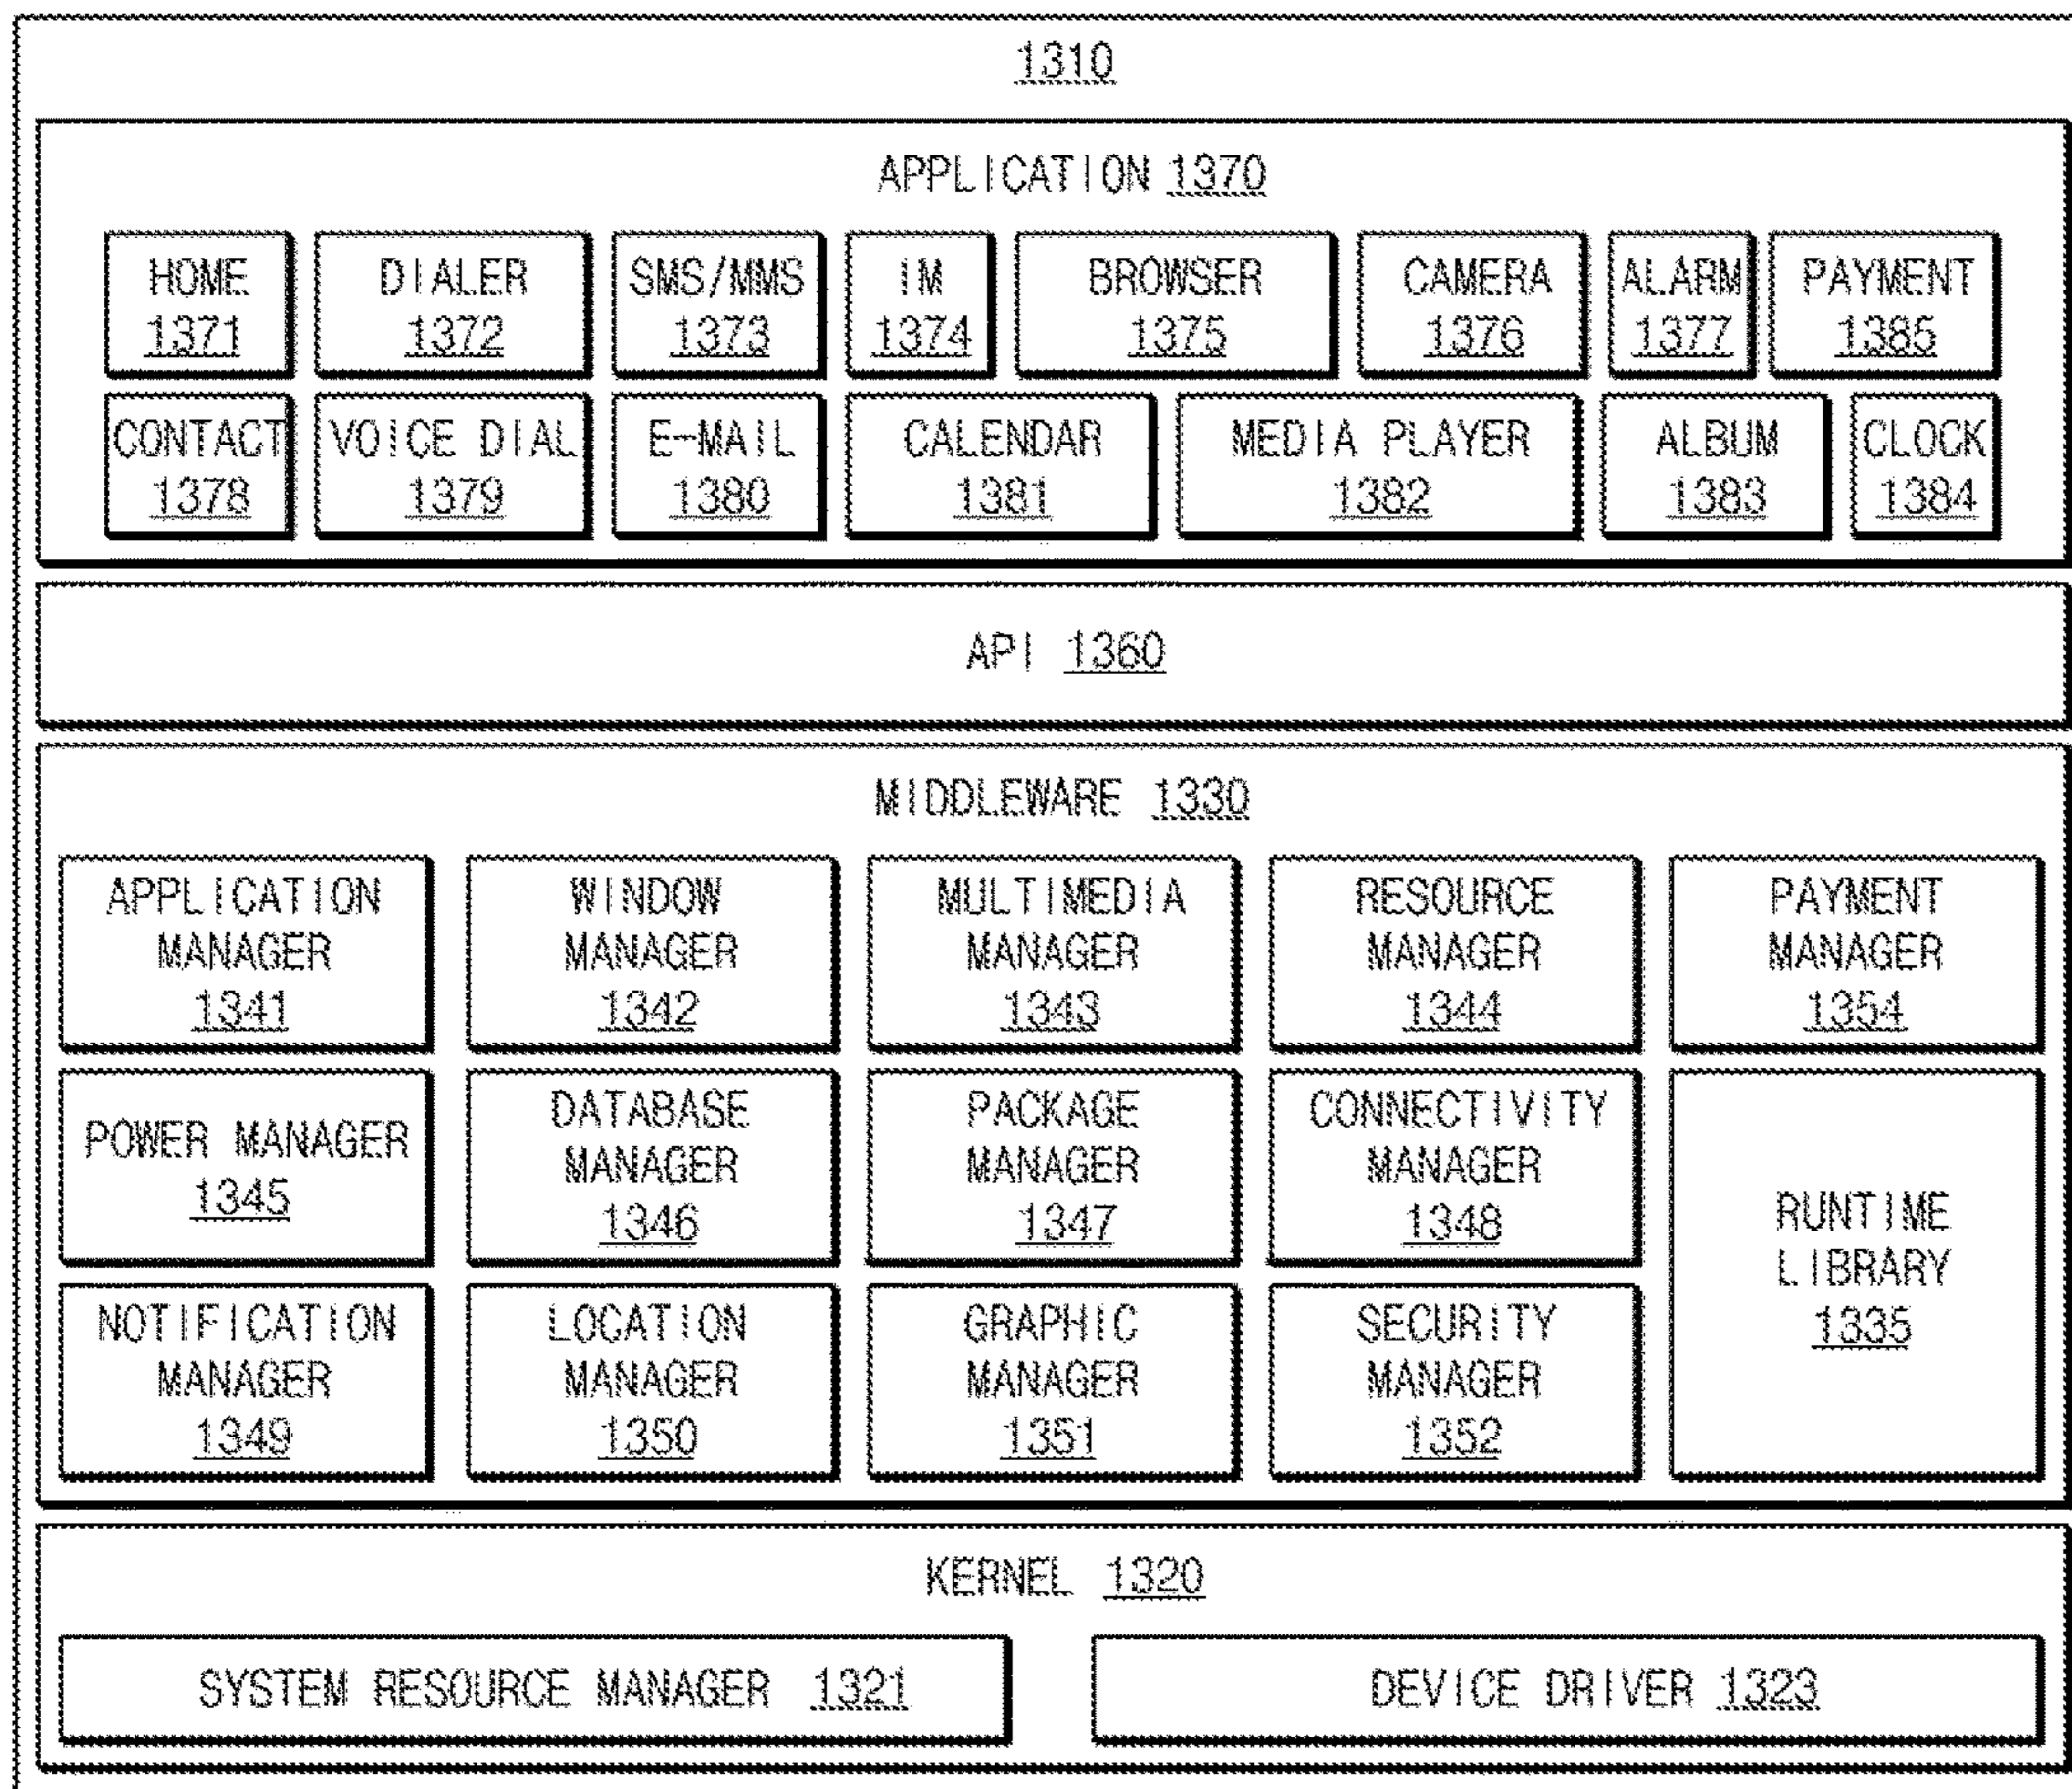 1310
APPLICATION 1370
HOME
1371
DIALER
1372
SMS/MMS
1373
IM
1374
BROWSER
1375
CAMERA
1376
ALARM
1377
PAYMENT
1385
CONTACT
1378
VOICE DIAL
1379
E-MAIL
1380
CALENDAR
1381
MEDIA PLAYER
1382
ALBUM
1383
CLOCK
1384
API 1360
MIDDLEWARE 1330
APPLICATION
MANAGER
1341
WINDOW
MANAGER
1342
MULTIMEDIA
MANAGER
1343
RESOURCE
MANAGER
1344
PAYMENT
MANAGER
1354
POWER MANAGER
1345
DATABASE
MANAGER
1346
PACKAGE
MANAGER
1347
CONNECTIVITY
MANAGER
1348
RUNTIME
LIBRARY
1335
NOTIFICATION
MANAGER
1349
LOCATION
MANAGER
1350
GRAPHIC
MANAGER
1351
SECURITY
MANAGER
1352
KERNEL 1320
SYSTEM RESOURCE MANAGER 1321
DEVICE DRIVER 1323